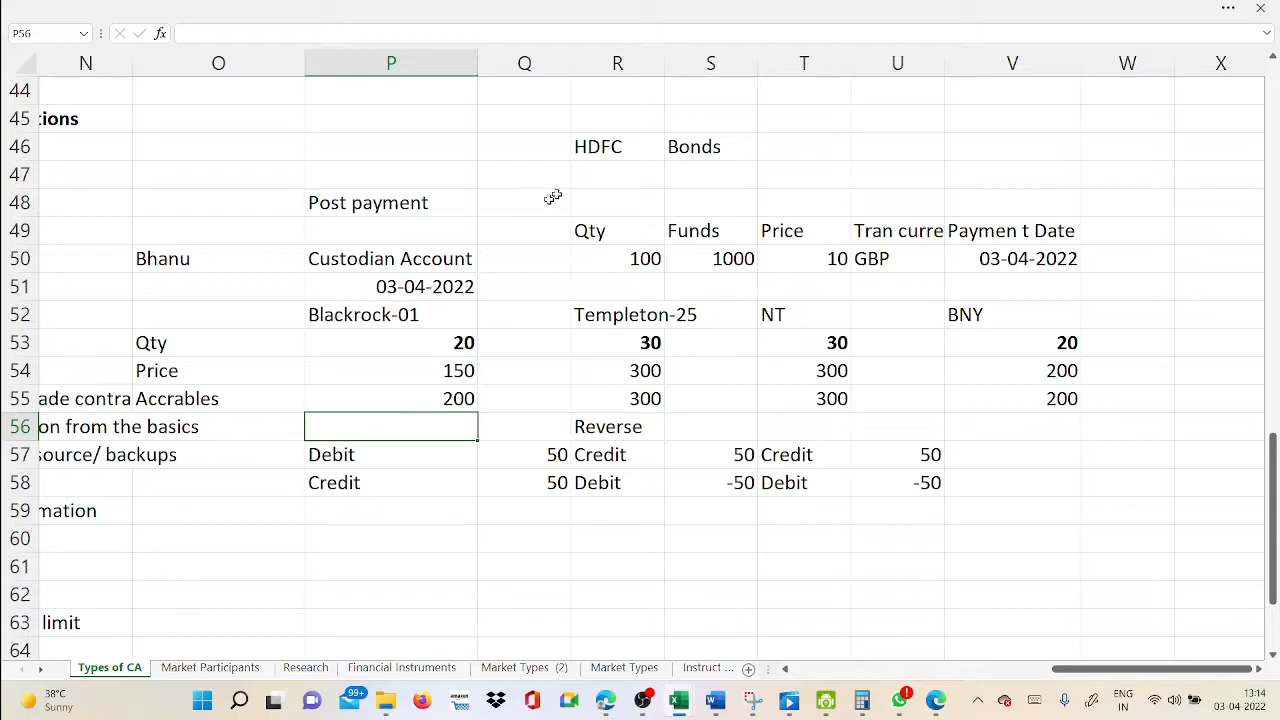 P56
fx
N O P Q R S T U V W X
44
45 tions
46 HDFC Bonds
47
48 Post payment
49 Qty Funds Price Tran curre Paymen t Date
50 Bhanu Custodian Account 100 1000 10 GBP 03-04-2022
51 03-04-2022
52 Blackrock-01 Templeton-25 NT BNY
53 Qty 20 30 30 20
54 Price 150 300 300 200
55 ade contra Accrables 200 300 300 200
56 on from the basics Reverse
57 source/ backups Debit 50 Credit 50 Credit 50
58 Credit 50 Debit -50 Debit -50
59 mation
60
61
62
63 limit
64
Types of CA Market Participants Research Financial Instruments Market Types (2) Market Types Instruct ...
38°C
Sunny
99+
amazon
ENG
IN
13:14
03-04-2022